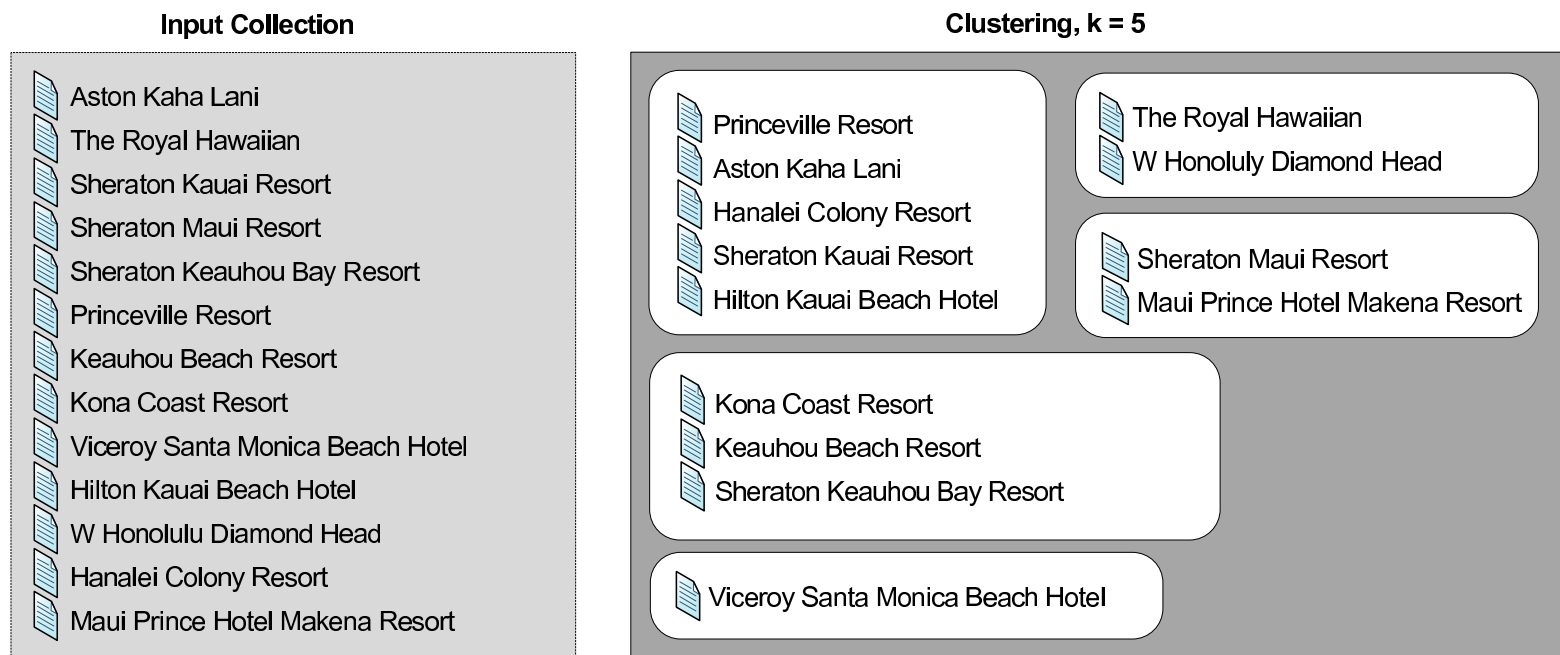 Input Collection
Aston Kaha Lani
The Royal Hawaiian
Sheraton Kauai Resort
Sheraton Maui Resort
Sheraton Keauhou Bay Resort
Princeville Resort
Keauhou Beach Resort
Kona Coast Resort
Viceroy Santa Monica Beach Hotel
Hilton Kauai Beach Hotel
W Honolulu Diamond Head
Hanalei Colony Resort
Maui Prince Hotel Makena Resort
Clustering, k = 5
Princeville Resort
Aston Kaha Lani
Hanalei Colony Resort
Sheraton Kauai Resort
Hilton Kauai Beach Hotel
The Royal Hawaiian
W Honoluly Diamond Head
Sheraton Maui Resort
Maui Prince Hotel Makena Resort
Kona Coast Resort
Keauhou Beach Resort
Sheraton Keauhou Bay Resort
Viceroy Santa Monica Beach Hotel